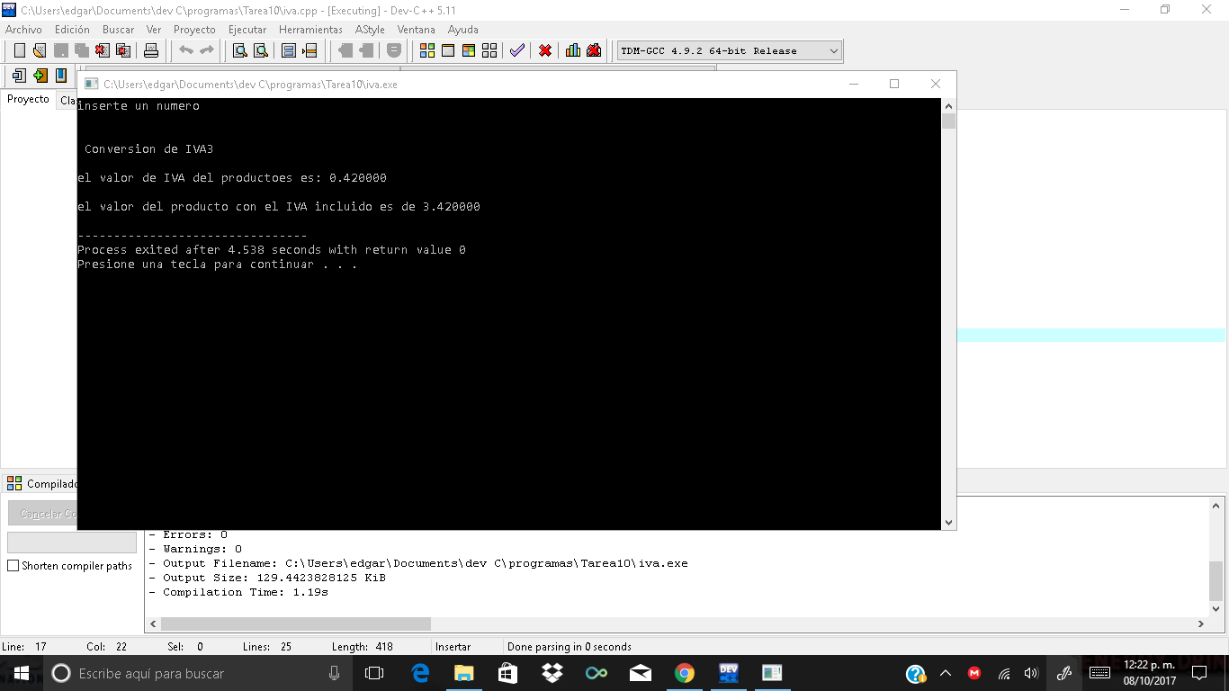 C:\Users\edgar\Documents\dev C\programas\Tarea10\iva.cpp - [Executing] - Dev-C++ 5.11
Archivo Edición Buscar Ver Proyecto Ejecutar Herramientas AStyle Ventana Ayuda
TDM-GCC 4.9.2 64-bit Release
C:\Users\edgar\Documents\dev C\programas\Tarea10\iva.exe
Proyecto Cla
inserte un numero
Conversion de IVA3
el valor de IVA del productoes es: 0.420000
el valor del producto con el IVA incluido es de 3.420000
--------------------------------
Process exited after 4.538 seconds with return value 0
Presione una tecla para continuar . . .
Compilado
Cancelar Co
- Errors: 0
- Warnings: 0
- Output Filename: C:\Users\edgar\Documents\dev C\programas\Tarea10\iva.exe
- Output Size: 129.4423828125 KiB
- Compilation Time: 1.19s
Shorten compiler paths
Line: 17 Col: 22 Sel: 0 Lines: 25 Length: 418 Insertar Done parsing in 0 seconds
Escribe aquí para buscar
DEV
12:22 p. m.
08/10/2017